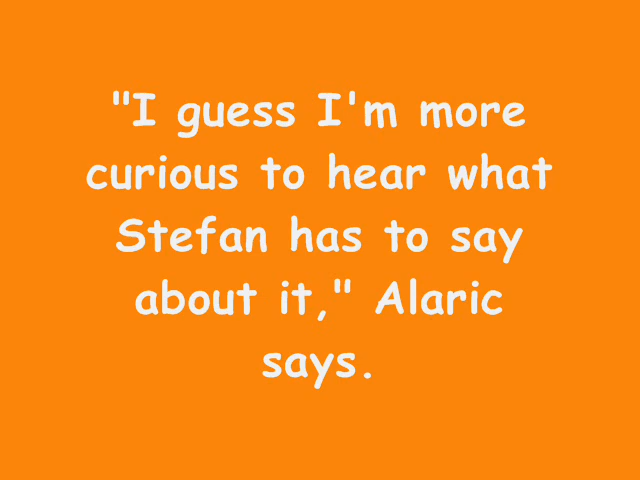 "I guess I'm more
curious to hear what
Stefan has to say
about it," Alaric
says.